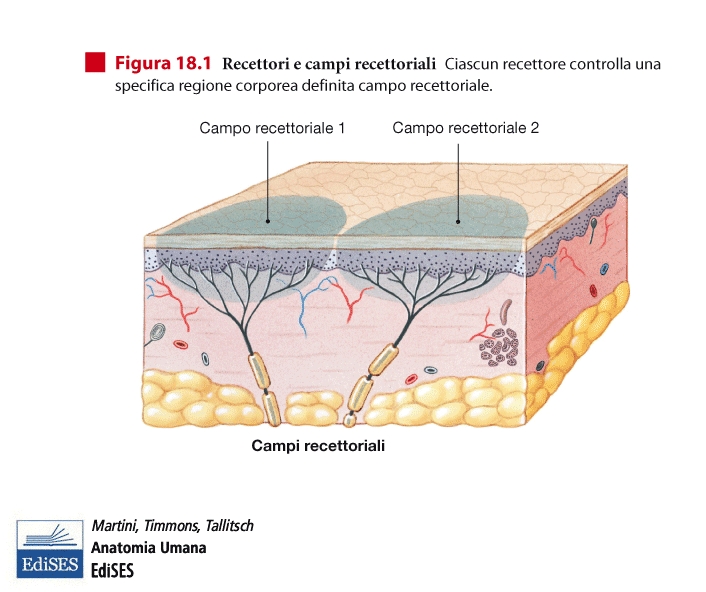 Figura 18.1 Recettori e campi recettoriali Ciascun recettore controlla una
specifica regione corporea definita campo recettoriale.
Campo recettoriale 1
Campo recettoriale 2
Campi recettoriali
Martini, Timmons, Tallitsch
Anatomia Umana
EdiSES
EdiSES